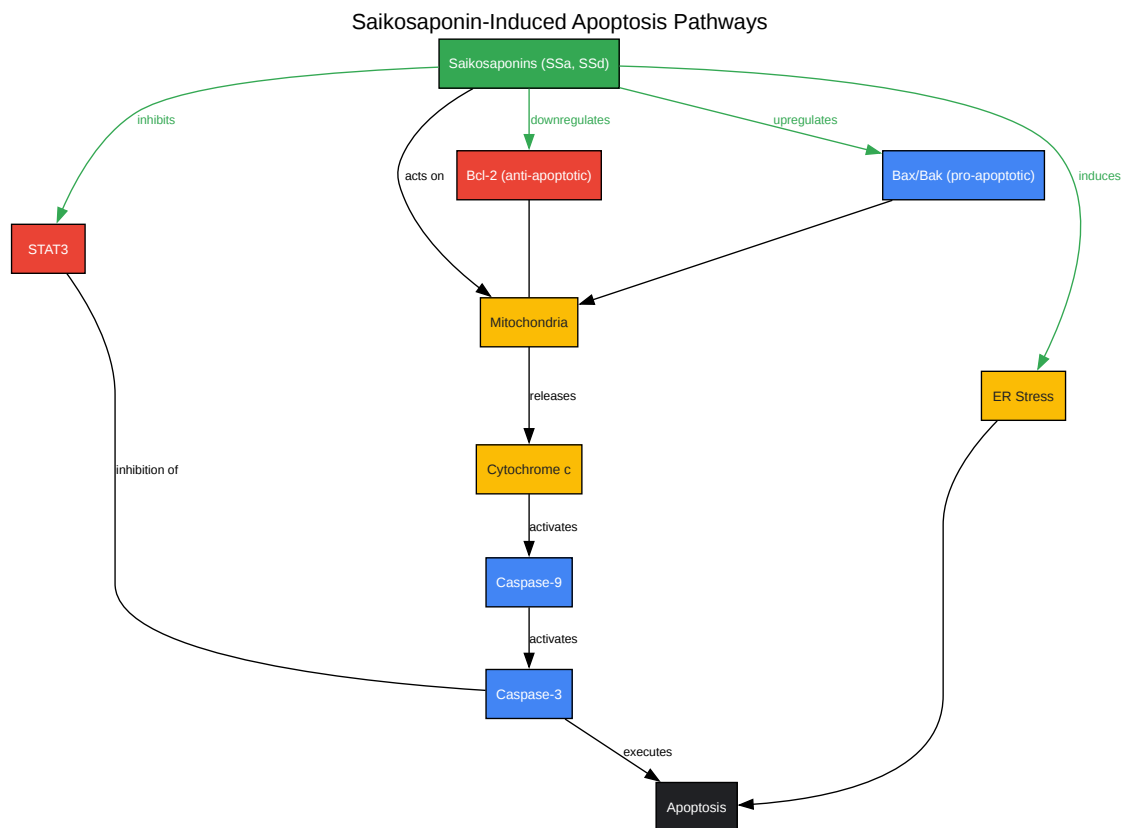 Saikosaponin-Induced Apoptosis Pathways
Saikosaponins (SSa, SSd)
inhibits
downregulates
upregulates
acts on
Bcl-2 (anti-apoptotic)
Bax/Bak (pro-apoptotic)
induces
STAT3
Mitochondria
releases
ER Stress
inhibition of
Cytochrome c
activates
Caspase-9
activates
Caspase-3
executes
Apoptosis